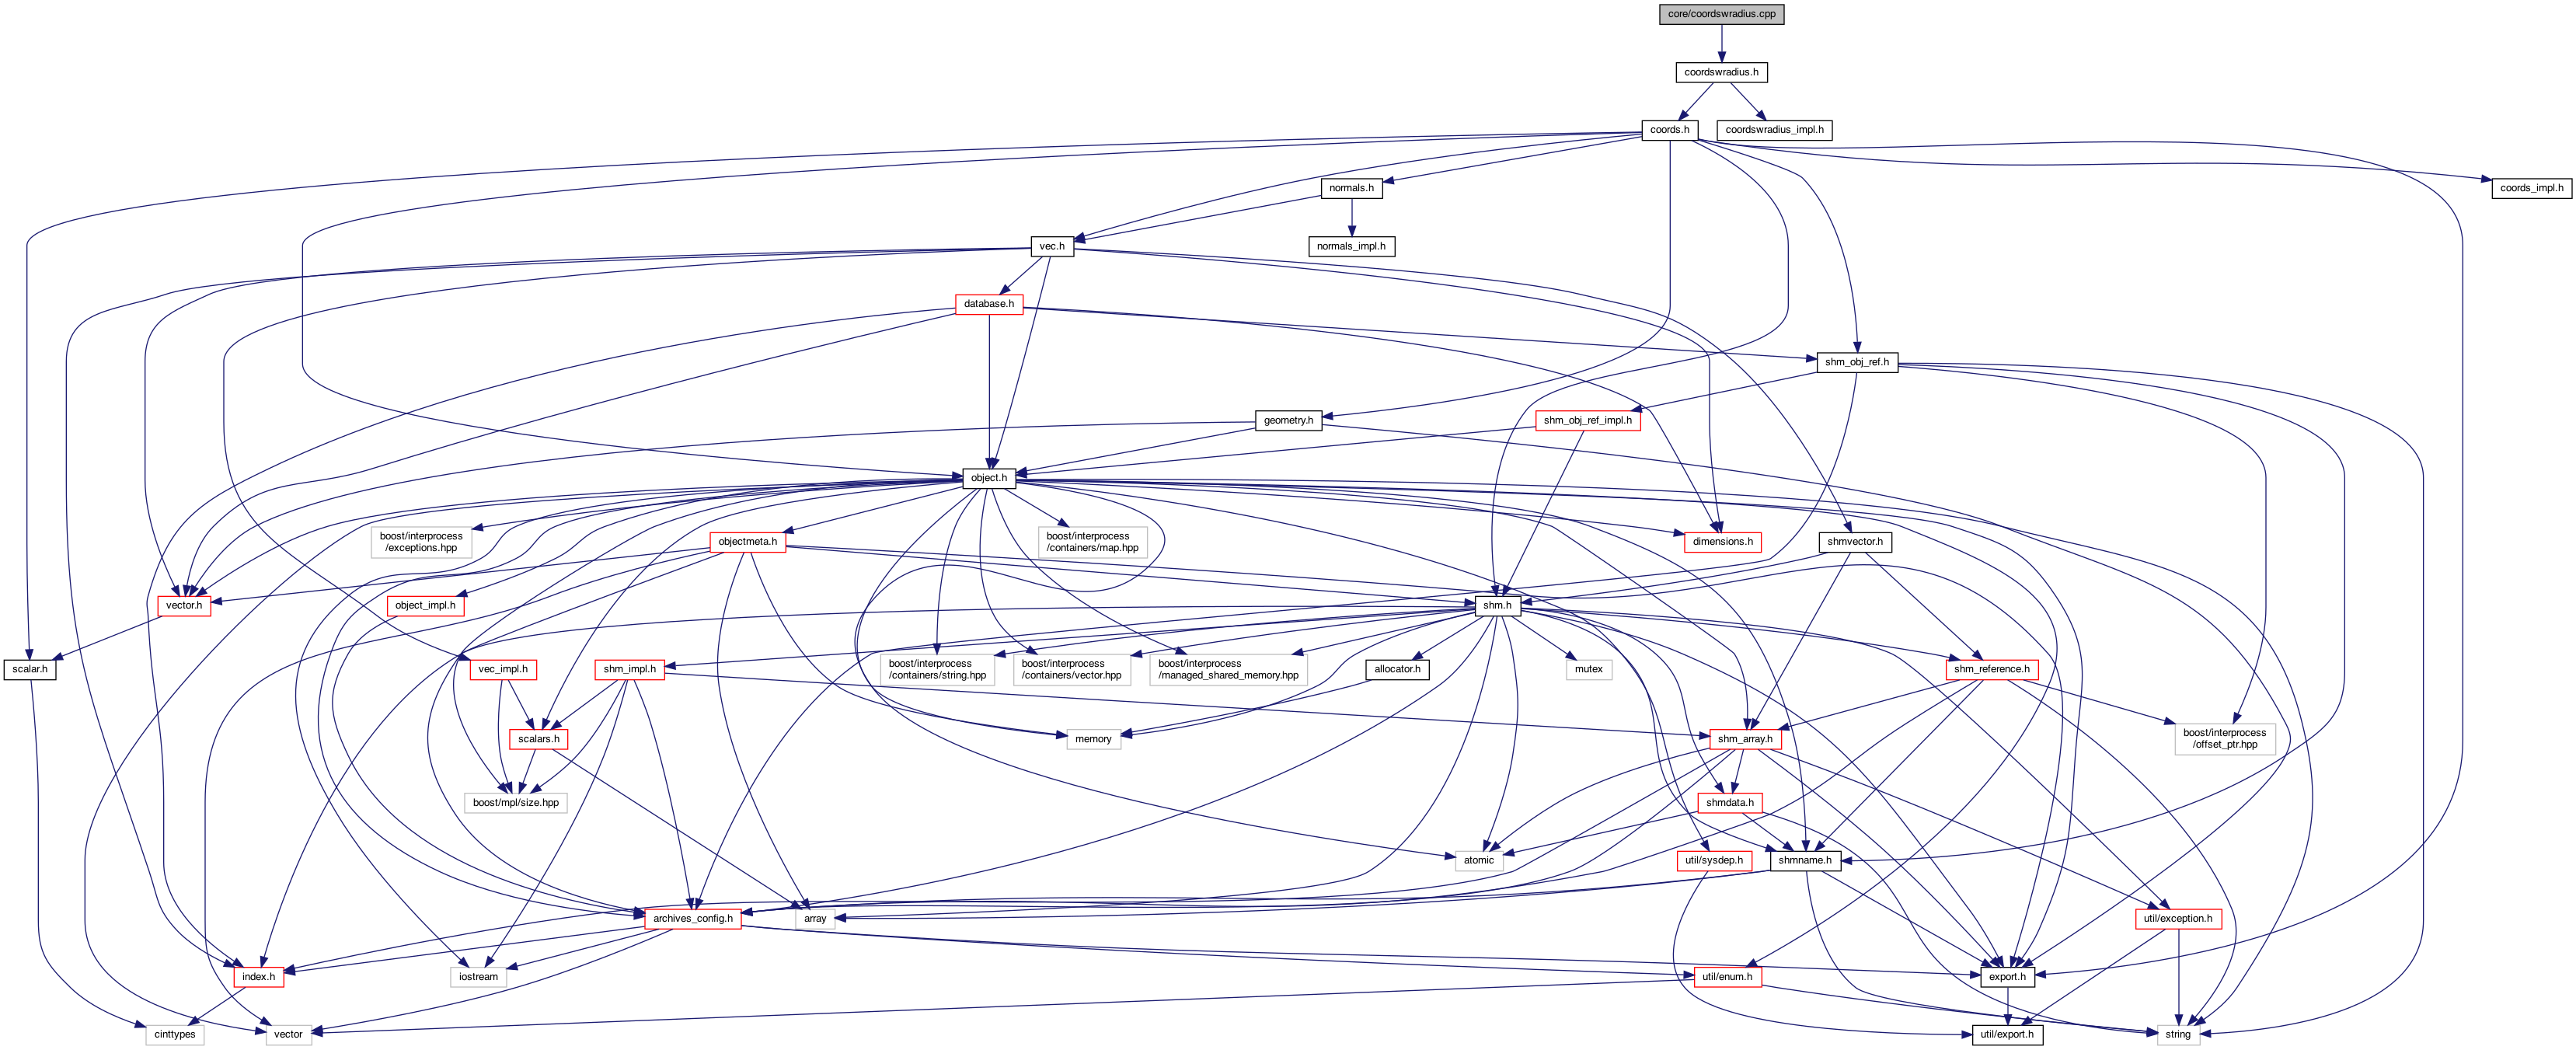 core/coordswradius.cpp
coordswradius.h
coords.h
coordswradius_impl.h
normals.h
coords_impl.h
vec.h
normals_impl.h
database.h
shm_obj_ref.h
geometry.h
shm_obj_ref_impl.h
object.h
boost/interprocess
/exceptions.hpp
objectmeta.h
boost/interprocess
/containers/map.hpp
dimensions.h
shmvector.h
vector.h
object_impl.h
shm.h
scalar.h
vec_impl.h
shm_impl.h
boost/interprocess
/containers/string.hpp
boost/interprocess
/containers/vector.hpp
boost/interprocess
/managed_shared_memory.hpp
allocator.h
mutex
shm_reference.h
scalars.h
memory
shm_array.h
boost/interprocess
/offset_ptr.hpp
boost/mpl/size.hpp
shmdata.h
atomic
util/sysdep.h
shmname.h
archives_config.h
array
util/exception.h
index.h
iostream
util/enum.h
export.h
cinttypes
vector
util/export.h
string